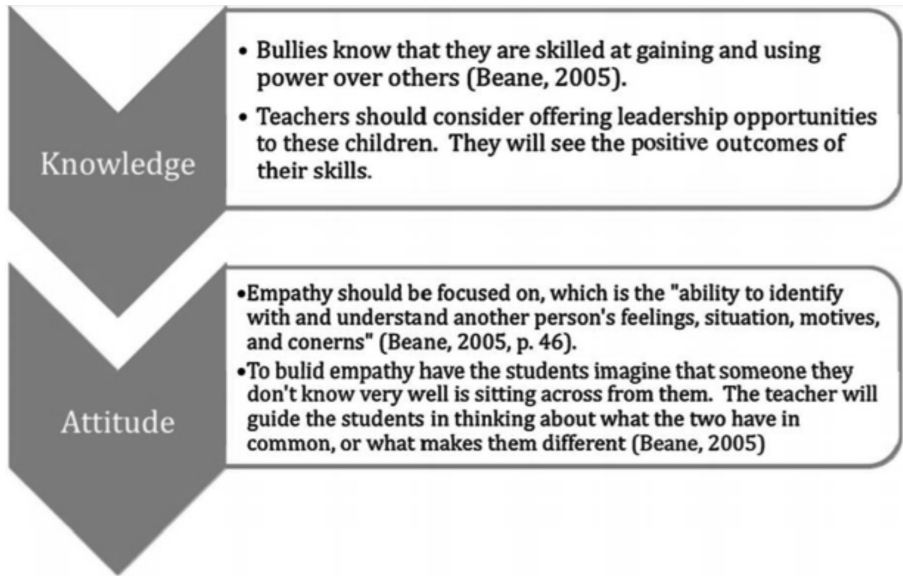 Knowledge
• Bullies know that they are skilled at gaining and using
power over others (Beane, 2005).
• Teachers should consider offering leadership opportunities
to these children. They will see the positive outcomes of
their skills.
Attitude
•Empathy should be focused on, which is the "ability to identify
with and understand another person's feelings, situation, motives,
and conerns" (Beane, 2005, p. 46).
•To bulid empathy have the students imagine that someone they
don't know very well is sitting across from them. The teacher will
guide the students in thinking about what the two have in
common, or what makes them different (Beane, 2005)